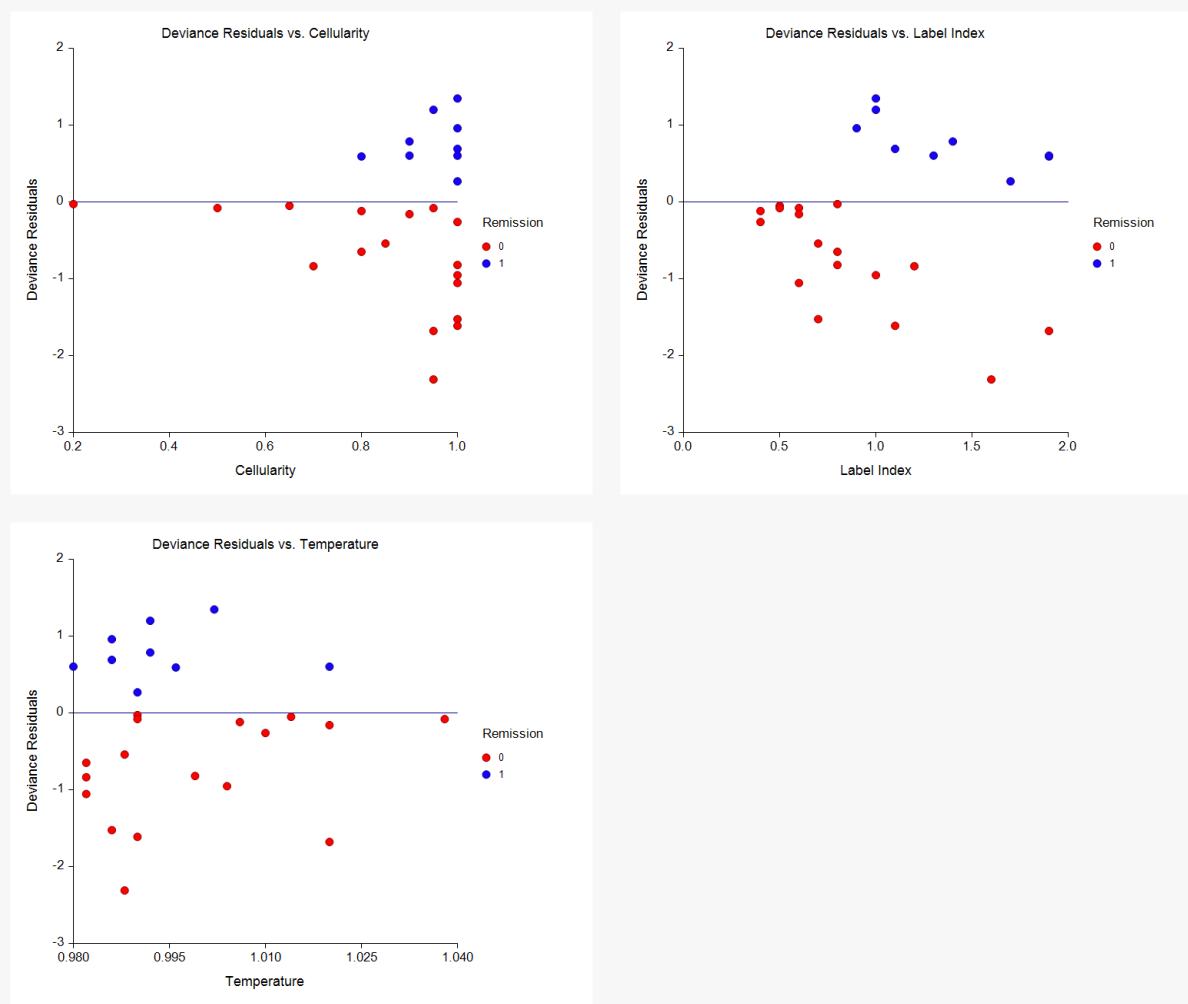 Deviance Residuals vs. Cellularity
2
1
0
-1
-2
-3
Deviance Residuals
0.2 0.4 0.6 0.8 1.0
Cellularity
Remission
0
1
Deviance Residuals vs. Label Index
2
1
0
-1
-2
-3
Deviance Residuals
0.0 0.5 1.0 1.5 2.0
Label Index
Remission
0
1
Deviance Residuals vs. Temperature
2
1
0
-1
-2
-3
Deviance Residuals
0.980 0.995 1.010 1.025 1.040
Temperature
Remission
0
1